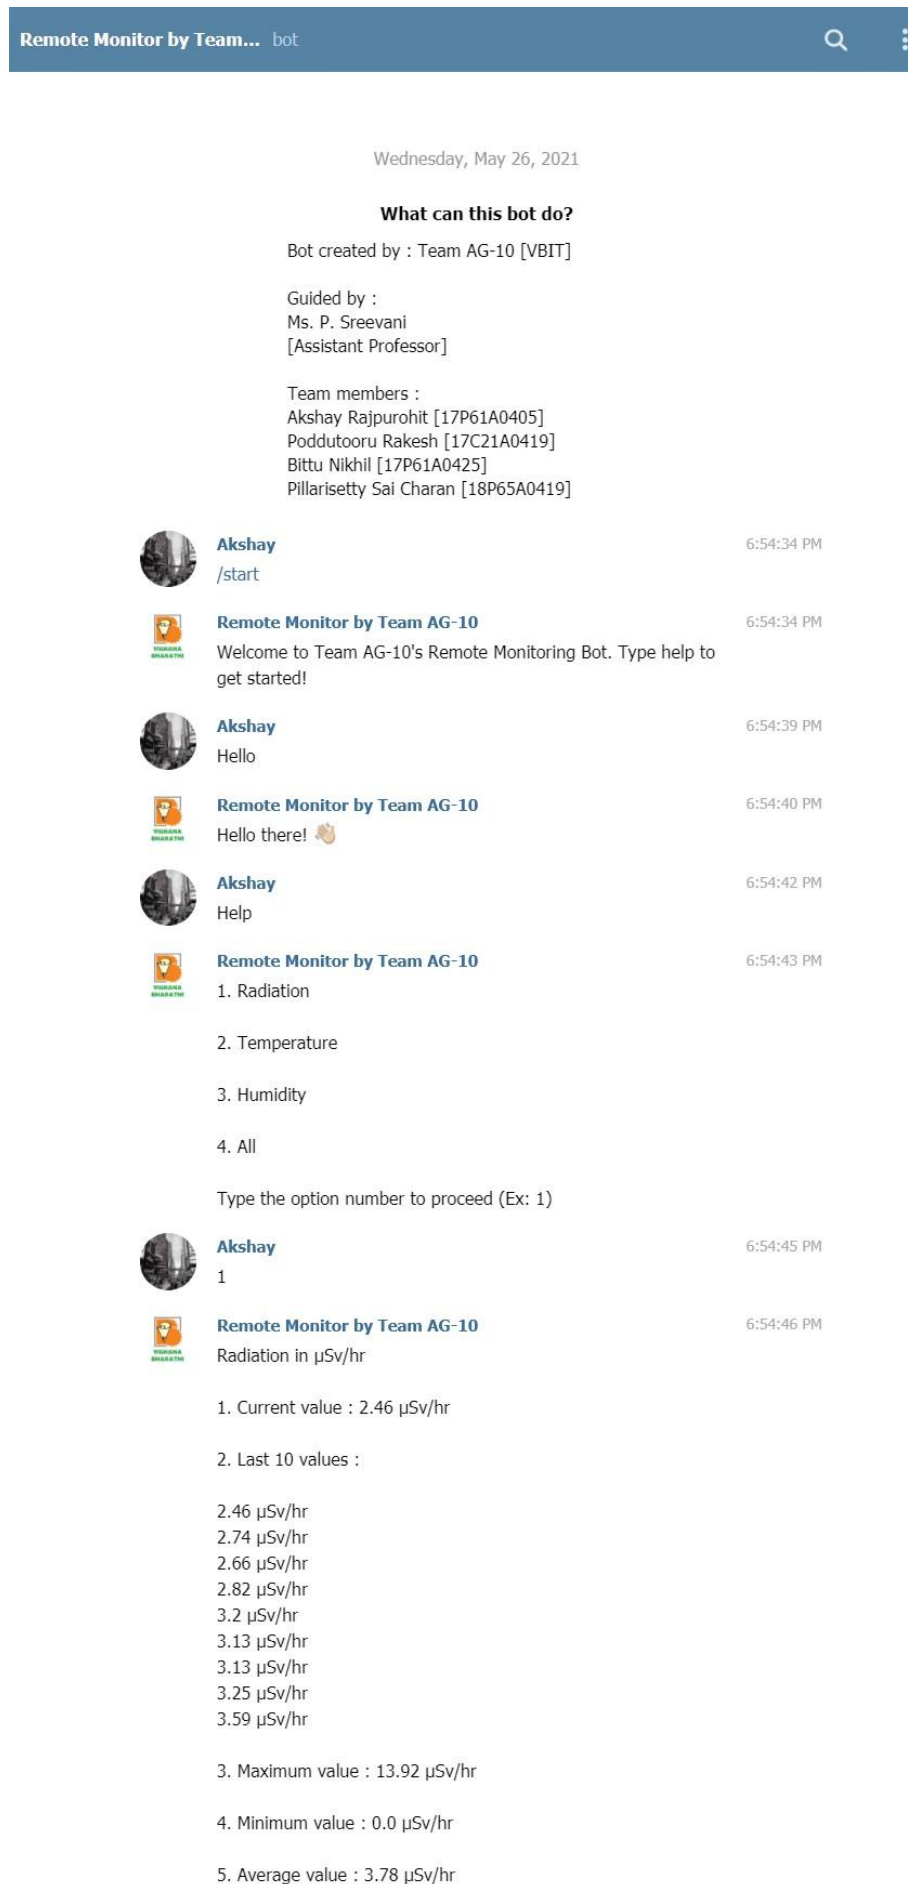 Remote Monitor by Team... bot
Wednesday, May 26, 2021
What can this bot do?
Bot created by : Team AG-10 [VBIT]
Guided by :
Ms. P. Sreevani
[Assistant Professor]
Team members :
Akshay Rajpurohit [17P61A0405]
Poddutooru Rakesh [17C21A0419]
Bittu Nikhil [17P61A0425]
Pillarisetty Sai Charan [18P65A0419]
Akshay 6:54:34 PM
/start
Remote Monitor by Team AG-10 6:54:34 PM
VIGNANA
BHARATHI
Welcome to Team AG-10's Remote Monitoring Bot. Type help to
get started!
Akshay 6:54:39 PM
Hello
Remote Monitor by Team AG-10 6:54:40 PM
VIGNANA
BHARATHI
Hello there! 👋🏼
Akshay 6:54:42 PM
Help
Remote Monitor by Team AG-10 6:54:43 PM
VIGNANA
BHARATHI
1. Radiation
2. Temperature
3. Humidity
4. All
Type the option number to proceed (Ex: 1)
Akshay 6:54:45 PM
1
Remote Monitor by Team AG-10 6:54:46 PM
VIGNANA
BHARATHI
Radiation in µSv/hr
1. Current value : 2.46 µSv/hr
2. Last 10 values :
2.46 µSv/hr
2.74 µSv/hr
2.66 µSv/hr
2.82 µSv/hr
3.2 µSv/hr
3.13 µSv/hr
3.13 µSv/hr
3.25 µSv/hr
3.59 µSv/hr
3. Maximum value : 13.92 µSv/hr
4. Minimum value : 0.0 µSv/hr
5. Average value : 3.78 µSv/hr